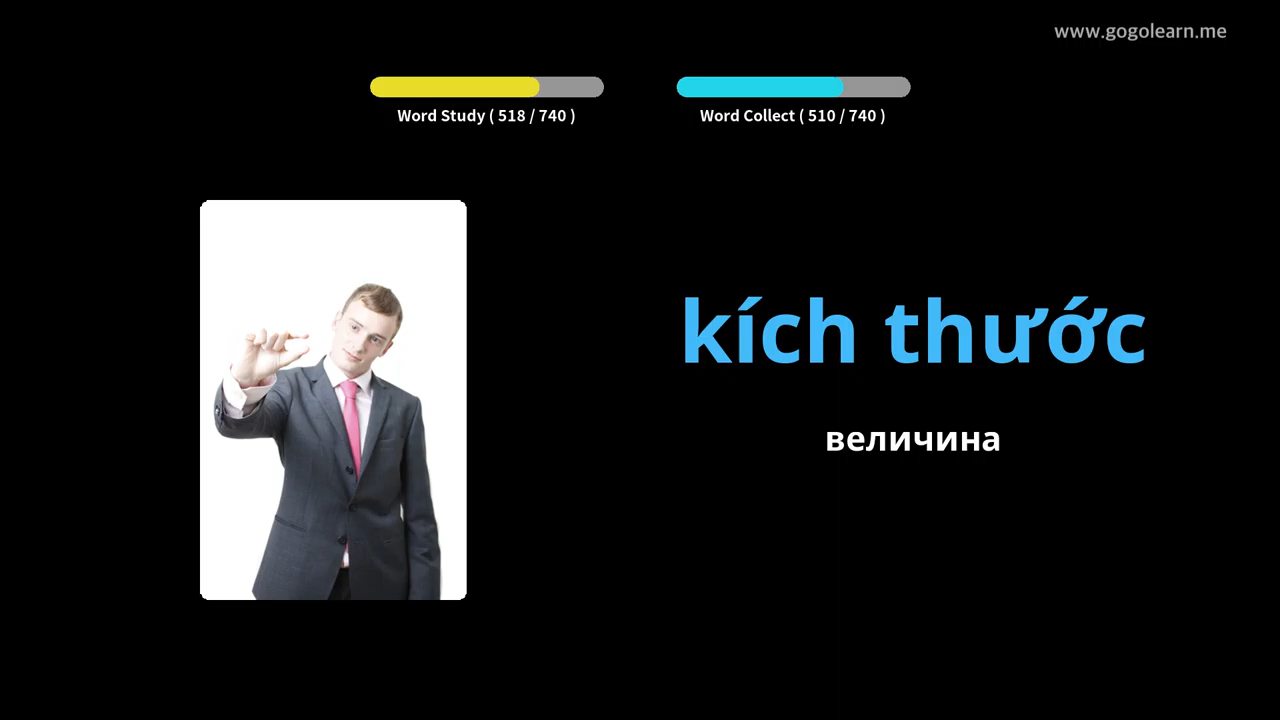 www.gogolearn.me
Word Study ( 518 / 740 )
Word Collect ( 510 / 740 )
kích thước
величина